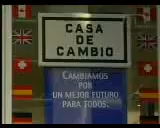 CASA
DE
CAMBIO
CAMBIAMOS
POR
UN MEJOR FUTURO
PARA TODOS.